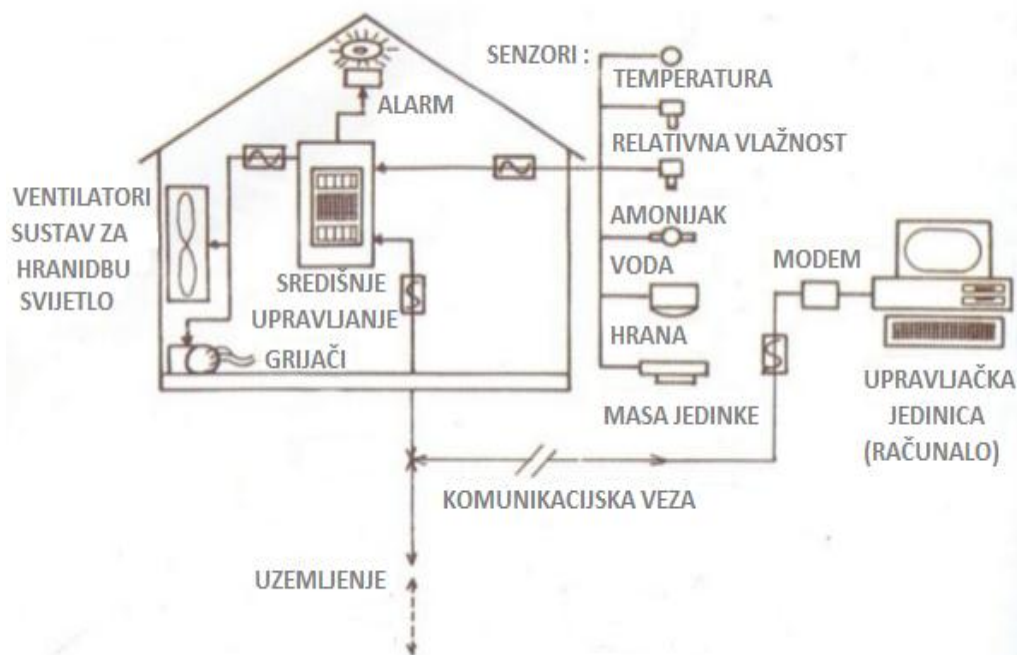 SENZORI :
TEMPERATURA
ALARM
RELATIVNA VLAŽNOST
VENTILATORI
SUSTAV ZA
HRANIDBU
SVIJETLO
AMONIJAK
SREDIŠNJE
UPRAVLJANJE
VODA
MODEM
GRIJAČI
HRANA
MASA JEDINKE
UPRAVLJAČKA
JEDINICA
(RAČUNALO)
KOMUNIKACIJSKA VEZA
UZEMLJENJE